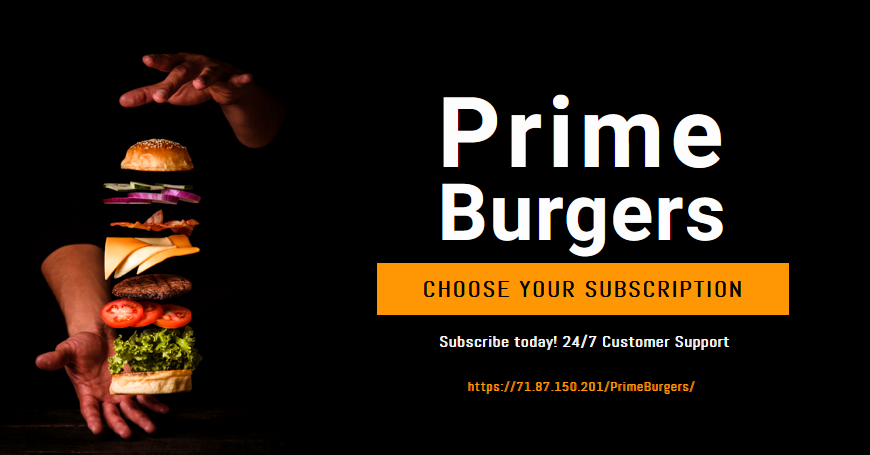 Prime
Burgers
CHOOSE YOUR SUBSCRIPTION
Subscribe today! 24/7 Customer Support
https://71.87.150.201/PrimeBurgers/